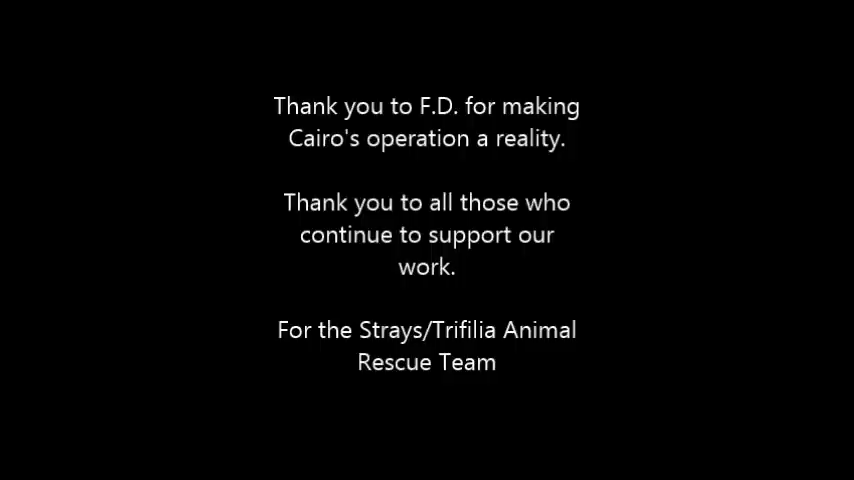 Thank you to F.D. for making
Cairo's operation a reality.
Thank you to all those who
continue to support our
work.
For the Strays/Trifilia Animal
Rescue Team